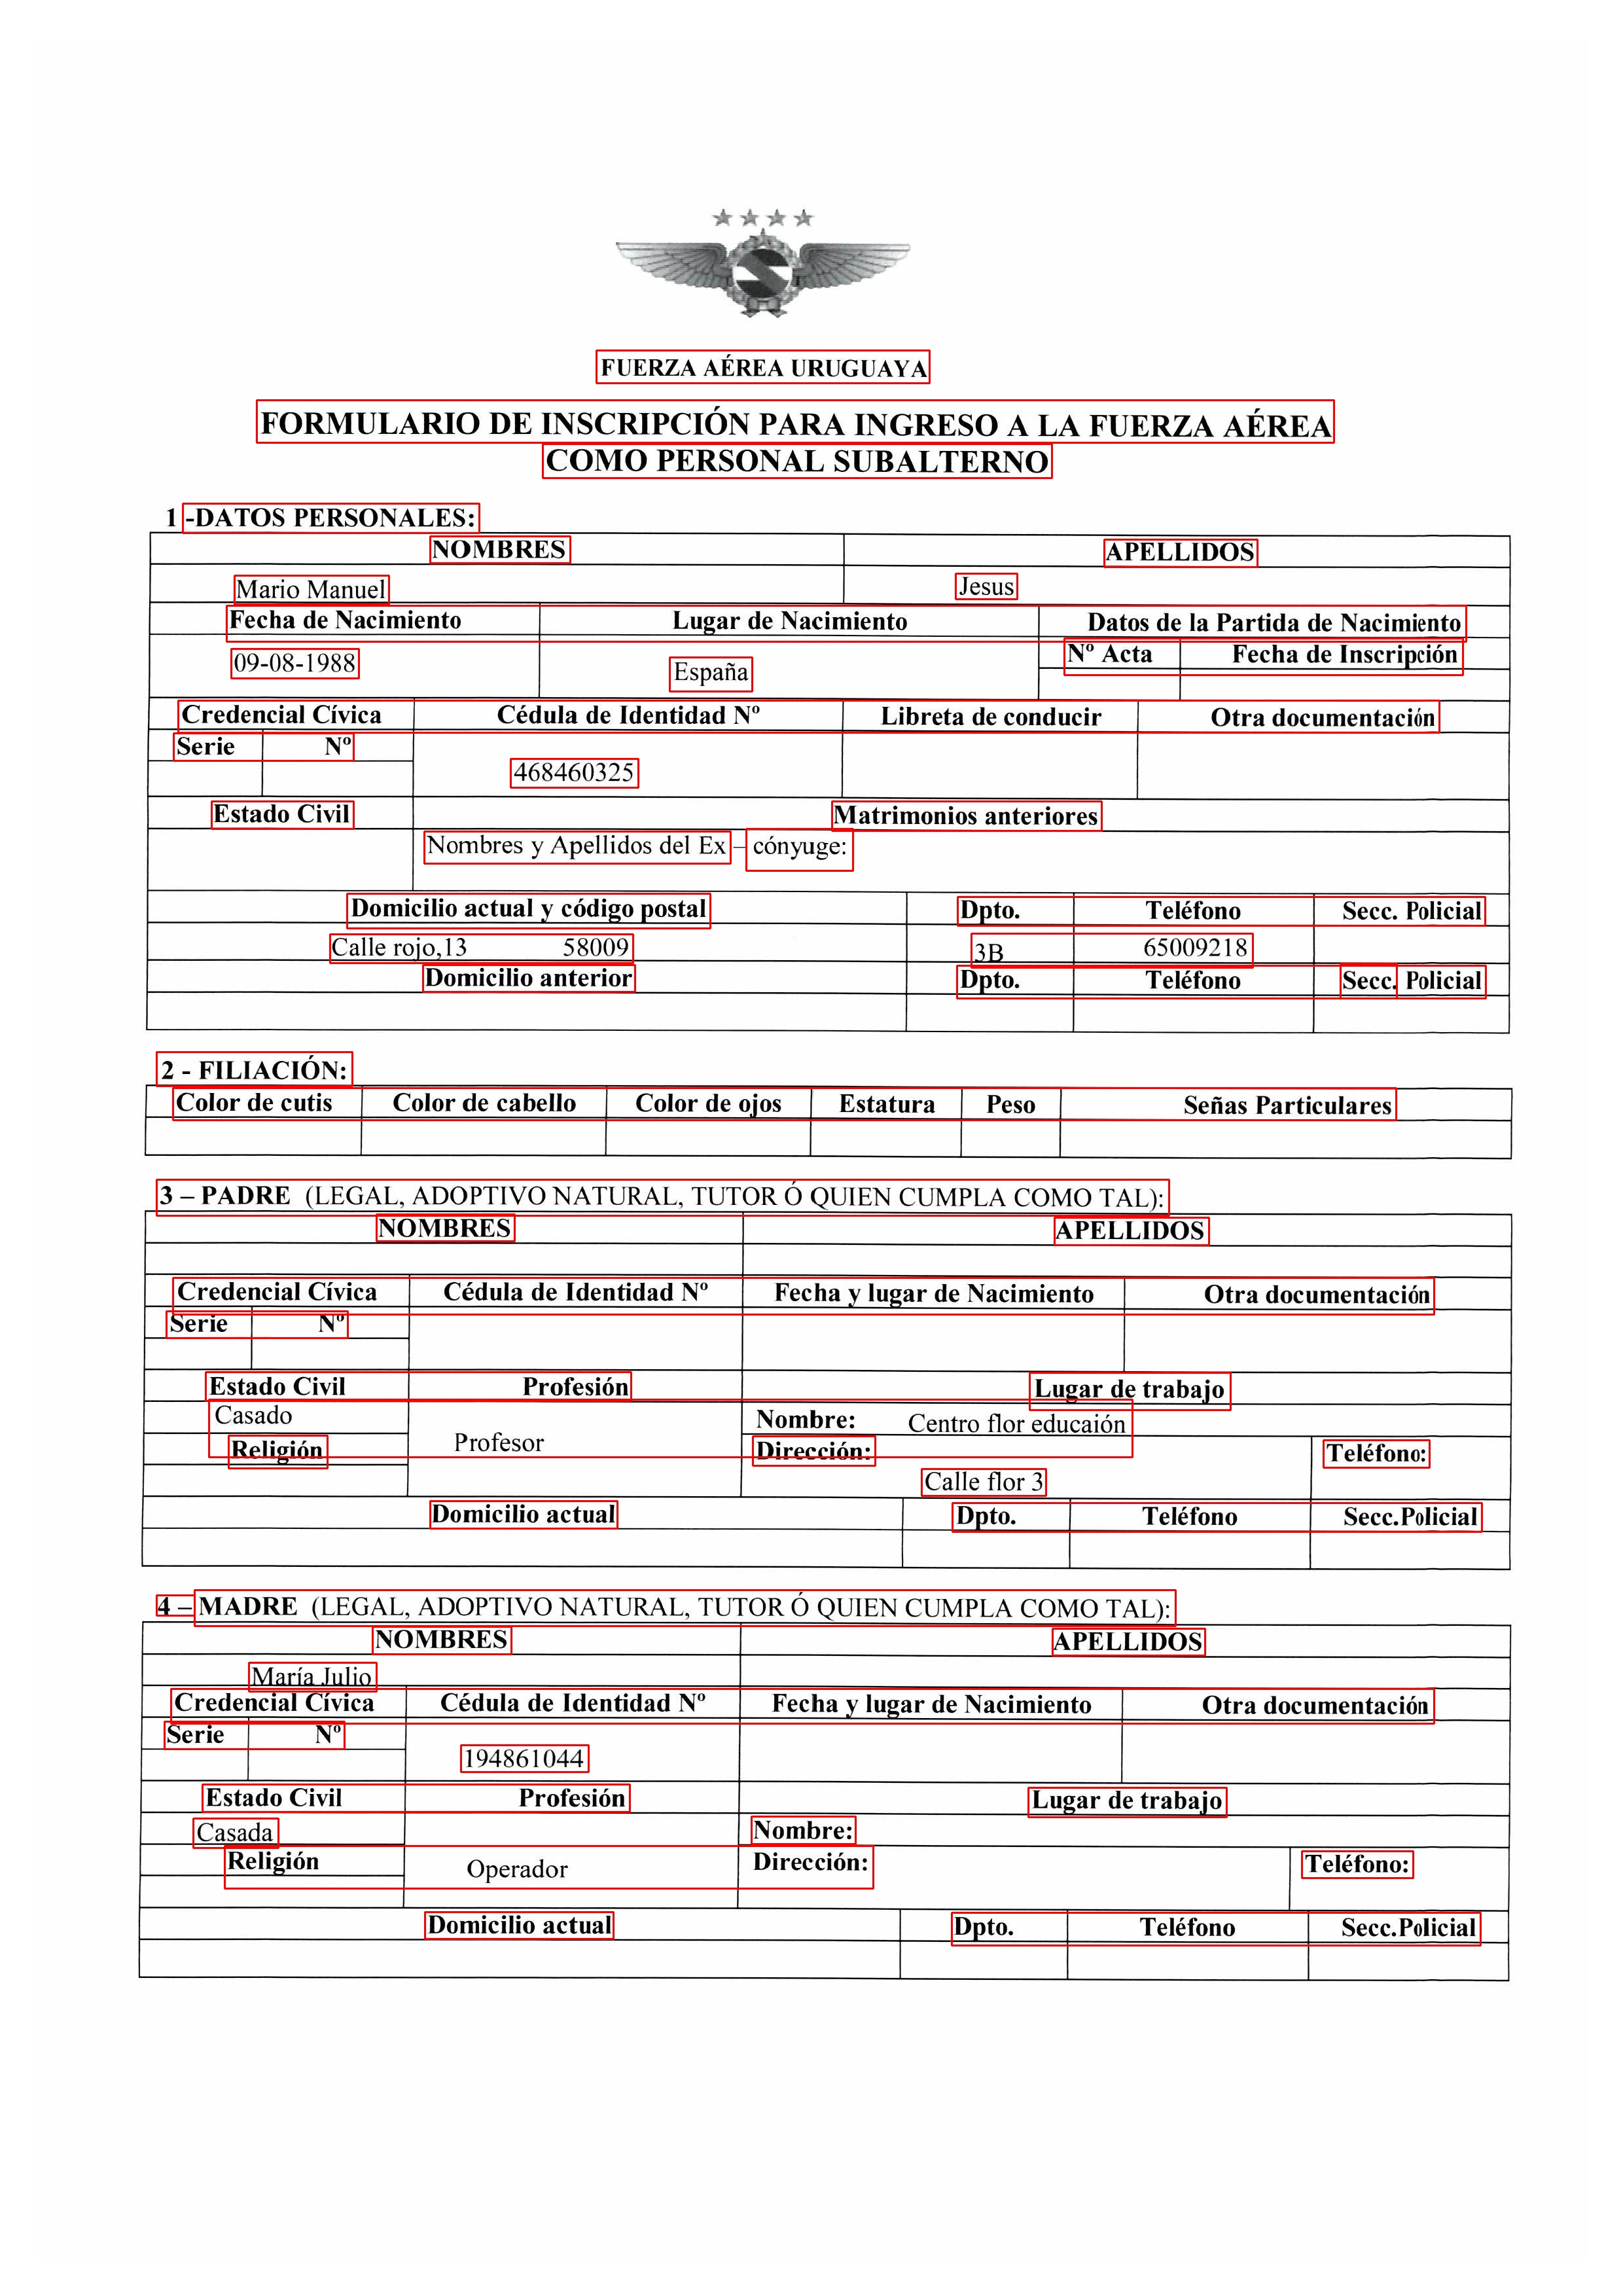 FUERZA AÉREA URUGUAYA
FORMULARIO DE INSCRIPCIÓN PARA INGRESO A LA FUERZA AÉREA
COMO PERSONAL SUBALTERNO
1 -DATOS PERSONALES:
NOMBRES APELLIDOS
Mario Manuel Jesus
Fecha de Nacimiento Lugar de Nacimiento Datos de la Partida de Nacimiento
Nº Acta Fecha de Inscripción
09-08-1988 España
Credencial Cívica Cédula de Identidad Nº Libreta de conducir Otra documentación
Serie Nº
468460325
Estado Civil Matrimonios anteriores
Nombres y Apellidos del Ex – cónyuge:
Domicilio actual y código postal Dpto. Teléfono Secc. Policial
Calle rojo,13 58009 3B 65009218
Domicilio anterior Dpto. Teléfono Secc. Policial
2 - FILIACIÓN:
Color de cutis Color de cabello Color de ojos Estatura Peso Señas Particulares
3 – PADRE (LEGAL, ADOPTIVO NATURAL, TUTOR Ó QUIEN CUMPLA COMO TAL):
NOMBRES APELLIDOS
Credencial Cívica Cédula de Identidad Nº Fecha y lugar de Nacimiento Otra documentación
Serie Nº
Estado Civil Profesión Lugar de trabajo
Casado Nombre: Centro flor educaión
Religión Profesor Dirección: Teléfono:
Calle flor 3
Domicilio actual Dpto. Teléfono Secc.Policial
4 – MADRE (LEGAL, ADOPTIVO NATURAL, TUTOR Ó QUIEN CUMPLA COMO TAL):
NOMBRES APELLIDOS
María Julio
Credencial Cívica Cédula de Identidad Nº Fecha y lugar de Nacimiento Otra documentación
Serie Nº
194861044
Estado Civil Profesión Lugar de trabajo
Casada Nombre:
Religión Operador Dirección: Teléfono:
Domicilio actual Dpto. Teléfono Secc.Policial